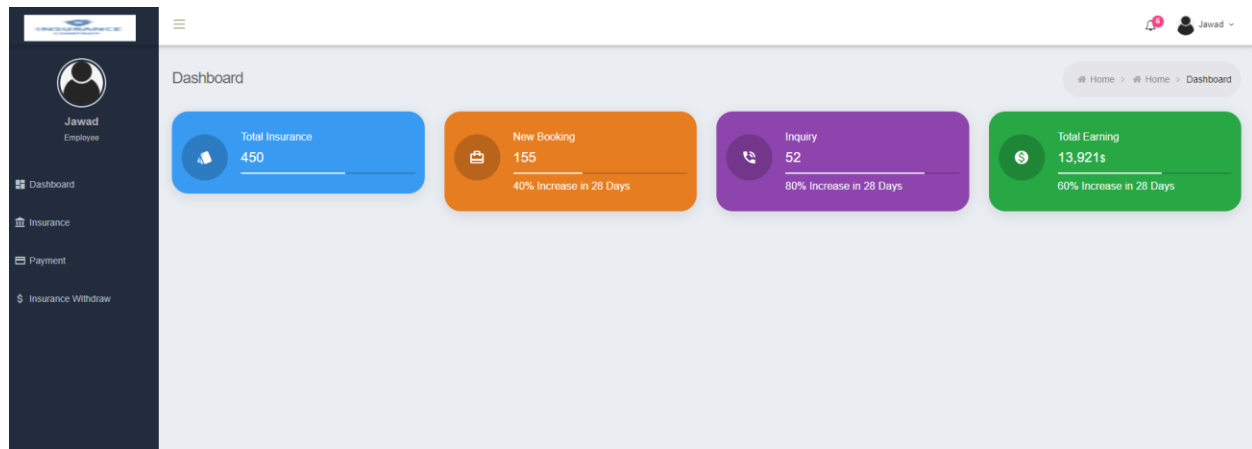 INSURANCE
6
Jawad
Jawad
Employee
Dashboard
Insurance
Payment
Insurance Withdraw
Dashboard
Home > Home > Dashboard
Total Insurance
450
New Booking
155
40% Increase in 28 Days
Inquiry
52
80% Increase in 28 Days
Total Earning
13,921$
60% Increase in 28 Days